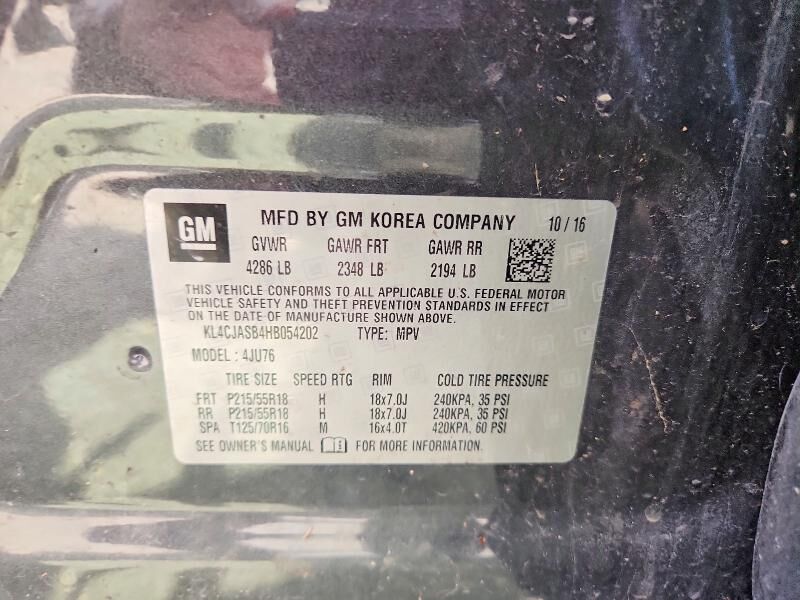 GM
MFD BY GM KOREA COMPANY 10 / 16
GVWR GAWR FRT GAWR RR
4286 LB 2348 LB 2194 LB
THIS VEHICLE CONFORMS TO ALL APPLICABLE U.S. FEDERAL MOTOR
VEHICLE SAFETY AND THEFT PREVENTION STANDARDS IN EFFECT
ON THE DATE OF MANUFACTURE SHOWN ABOVE.
KL4CJASB4HB054202 TYPE: MPV
MODEL : 4JU76
TIRE SIZE SPEED RTG RIM COLD TIRE PRESSURE
FRT P215/55R18 H 18x7.0J 240KPA, 35 PSI
RR P215/55R18 H 18x7.0J 240KPA, 35 PSI
SPA T125/70R16 M 16x4.0T 420KPA, 60 PSI
SEE OWNER'S MANUAL FOR MORE INFORMATION.